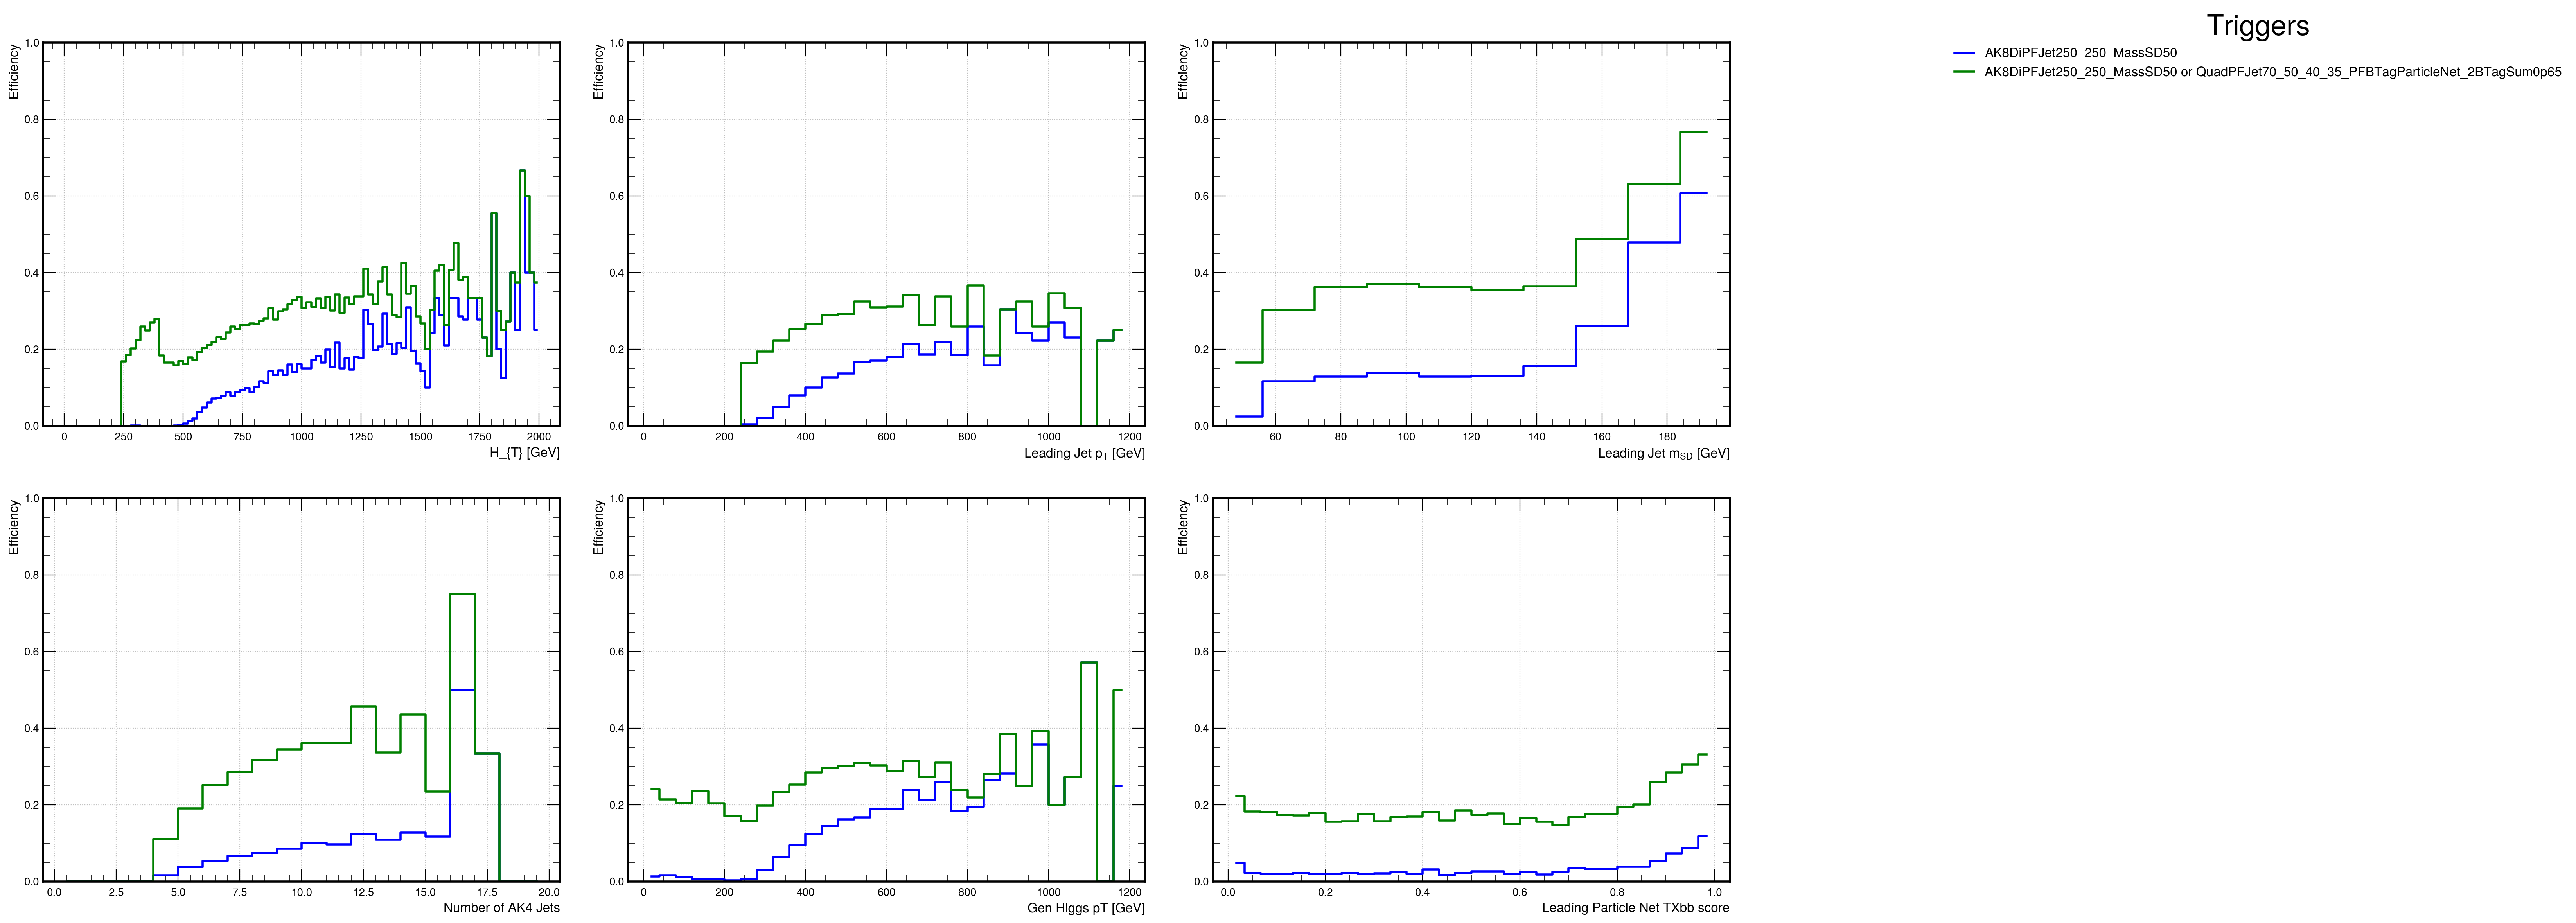 Triggers
AK8DiPFJet250_250_MassSD50
AK8DiPFJet250_250_MassSD50 or QuadPFJet70_50_40_35_PFBTagParticleNet_2BTagSum0p65
Efficiency
1.0
0.8
0.6
0.4
0.2
0.0
0 250 500 750 1000 1250 1500 1750 2000
H_{T} [GeV]
Efficiency
1.0
0.8
0.6
0.4
0.2
0.0
0 200 400 600 800 1000 1200
Leading Jet pT [GeV]
Efficiency
1.0
0.8
0.6
0.4
0.2
0.0
60 80 100 120 140 160 180
Leading Jet mSD [GeV]
Efficiency
1.0
0.8
0.6
0.4
0.2
0.0
0.0 2.5 5.0 7.5 10.0 12.5 15.0 17.5 20.0
Number of AK4 Jets
Efficiency
1.0
0.8
0.6
0.4
0.2
0.0
0 200 400 600 800 1000 1200
Gen Higgs pT [GeV]
Efficiency
1.0
0.8
0.6
0.4
0.2
0.0
0.0 0.2 0.4 0.6 0.8 1.0
Leading Particle Net TXbb score